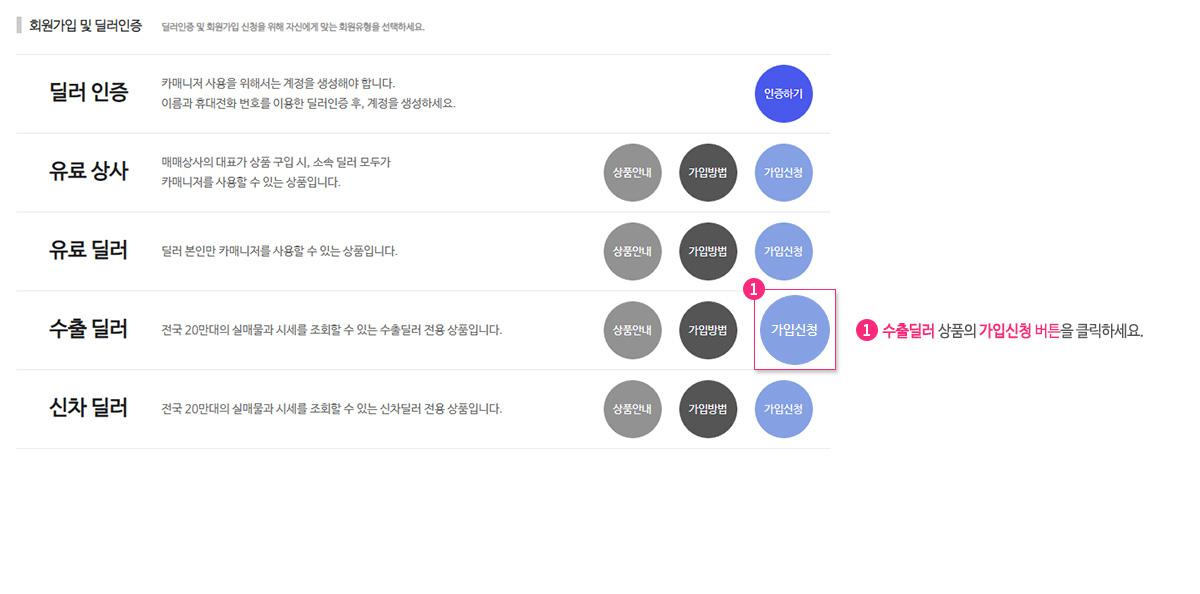 회원가입 및 딜러인증 딜러인증 및 회원가입 신청을 위해 자신에게 맞는 회원유형을 선택하세요.
딜러 인증
카매니저 사용을 위해서는 계정을 생성해야 합니다.
이름과 휴대전화 번호를 이용한 딜러인증 후, 계정을 생성하세요.
인증하기
유료 상사
매매상사의 대표가 상품 구입 시, 소속 딜러 모두가
카매니저를 사용할 수 있는 상품입니다.
상품안내 가입방법 가입신청
유료 딜러
딜러 본인만 카매니저를 사용할 수 있는 상품입니다.
상품안내 가입방법 가입신청
수출 딜러
전국 20만대의 실매물과 시세를 조회할 수 있는 수출딜러 전용 상품입니다.
상품안내 가입방법 1 가입신청
1 수출딜러 상품의 가입신청 버튼을 클릭하세요.
신차 딜러
전국 20만대의 실매물과 시세를 조회할 수 있는 신차딜러 전용 상품입니다.
상품안내 가입방법 가입신청